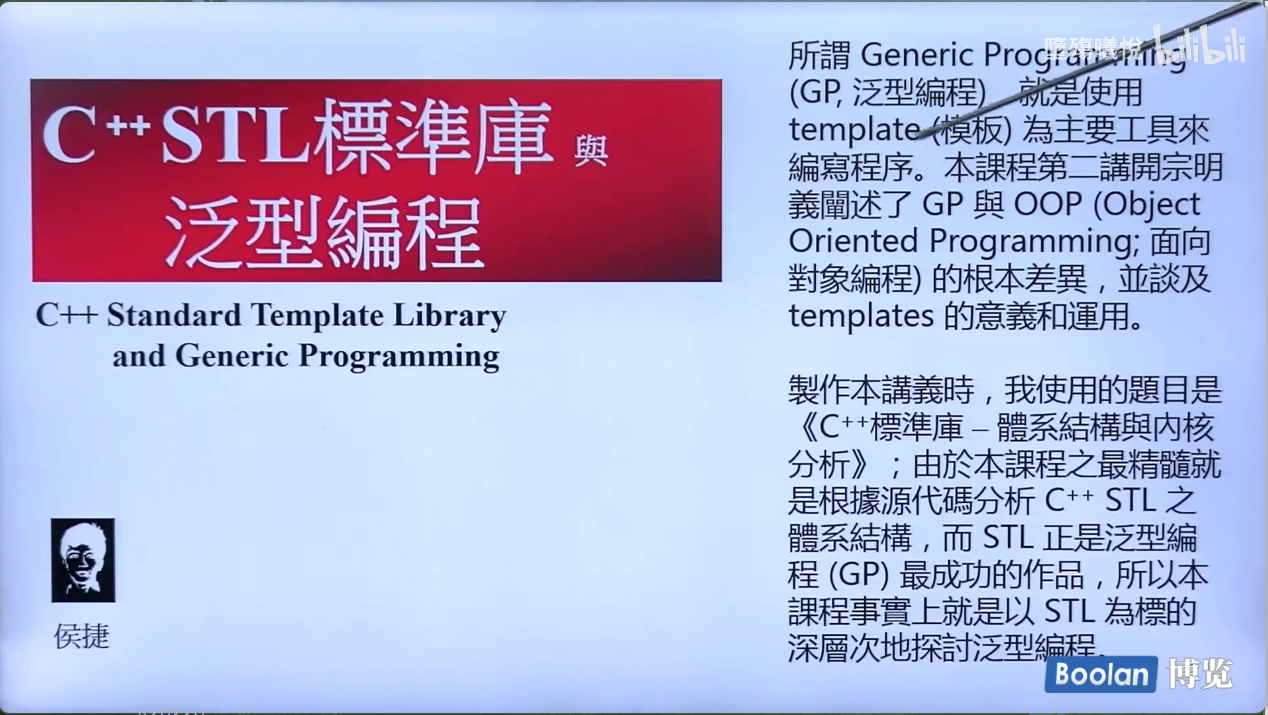 C++ STL標準庫 與
泛型編程
C++ Standard Template Library
and Generic Programming
侯捷
所謂 Generic Programming
(GP, 泛型編程)，就是使用
template (模板) 為主要工具來
編寫程序。本課程第二講開宗明
義闡述了 GP 與 OOP (Object
Oriented Programming; 面向
對象編程) 的根本差異，並談及
templates 的意義和運用。
製作本講義時，我使用的題目是
《C++標準庫 – 體系結構與內核
分析》；由於本課程之最精髓就
是根據源代碼分析 C++ STL 之
體系結構，而 STL 正是泛型編
程 (GP) 最成功的作品，所以本
課程事實上就是以 STL 為標的
深層次地探討泛型編程。
bilibili
Boolan 博览